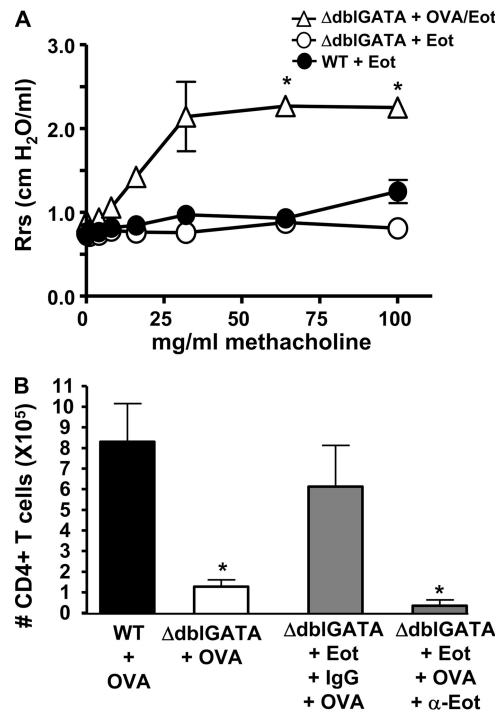 A
ΔdblGATA + OVA/Eot
ΔdblGATA + Eot
WT + Eot
3.0
2.0
1.0
0.0
Rrs (cm H₂O/ml)
* *
0 25 50 75 100
mg/ml methacholine
B
11
10
9
8
7
6
5
4
3
2
1
0
# CD4+ T cells (X10⁵)
*
*
WT
+
OVA
ΔdblGATA
+ OVA
ΔdblGATA
+ Eot
+ IgG
+ OVA
ΔdblGATA
+ Eot
+ OVA
+ α-Eot